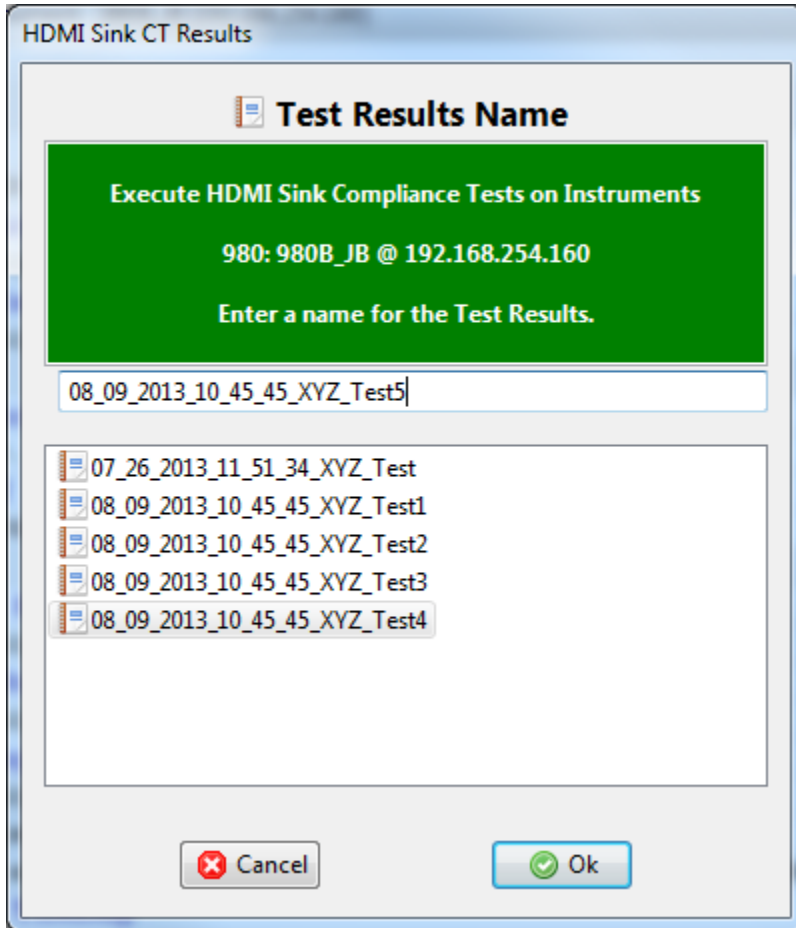 HDMI Sink CT Results
Test Results Name
Execute HDMI Sink Compliance Tests on Instruments
980: 980B_JB @ 192.168.254.160
Enter a name for the Test Results.
08_09_2013_10_45_45_XYZ_Test5
07_26_2013_11_51_34_XYZ_Test
08_09_2013_10_45_45_XYZ_Test1
08_09_2013_10_45_45_XYZ_Test2
08_09_2013_10_45_45_XYZ_Test3
08_09_2013_10_45_45_XYZ_Test4
Cancel
Ok